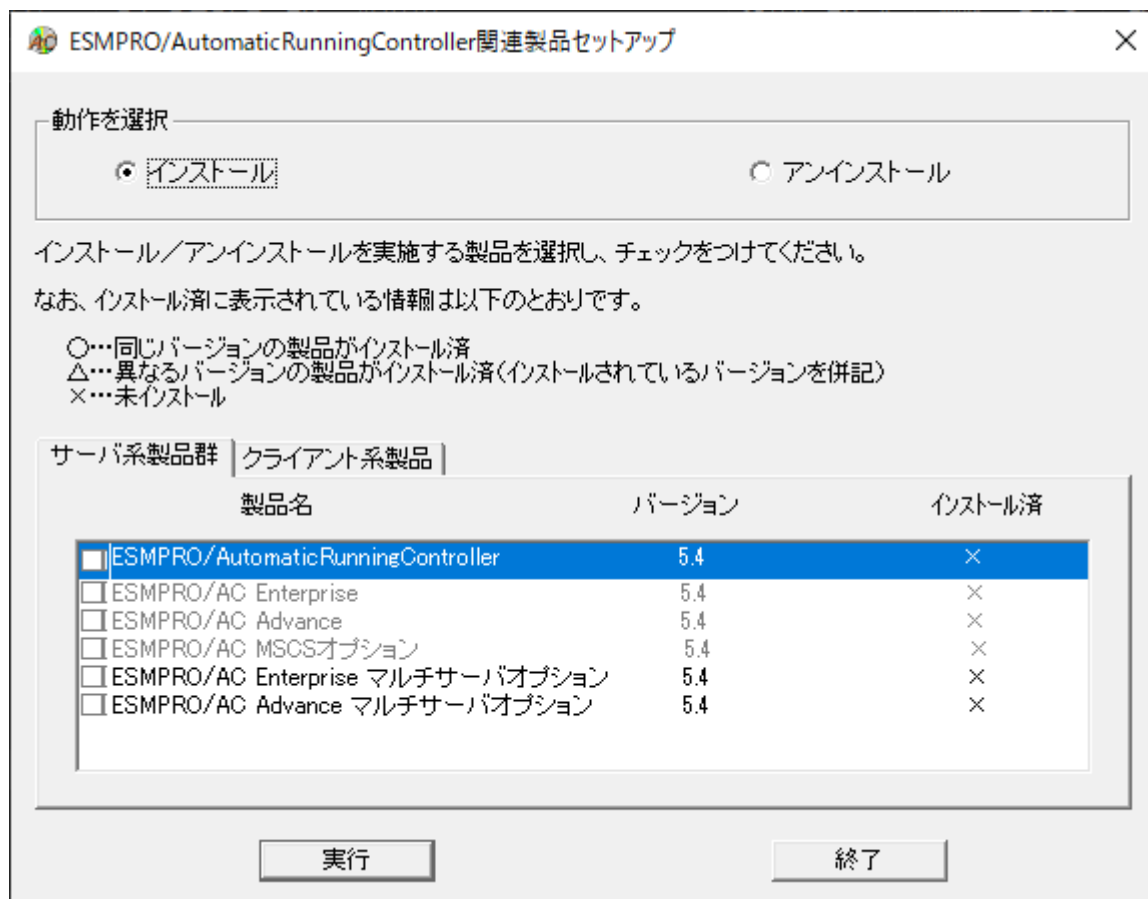 ESMPRO/AutomaticRunningController関連製品セットアップ
動作を選択
インストール
アンインストール
インストール／アンインストールを実施する製品を選択し、チェックをつけてください。
なお、インストール済に表示されている情報は以下のとおりです。
○…同じバージョンの製品がインストール済
△…異なるバージョンの製品がインストール済(インストールされているバージョンを併記)
×…未インストール
サーバ系製品群 クライアント系製品
製品名 バージョン インストール済
ESMPRO/AutomaticRunningController 5.4 ×
ESMPRO/AC Enterprise 5.4 ×
ESMPRO/AC Advance 5.4 ×
ESMPRO/AC MSCSオプション 5.4 ×
ESMPRO/AC Enterprise マルチサーバオプション 5.4 ×
ESMPRO/AC Advance マルチサーバオプション 5.4 ×
実行 終了